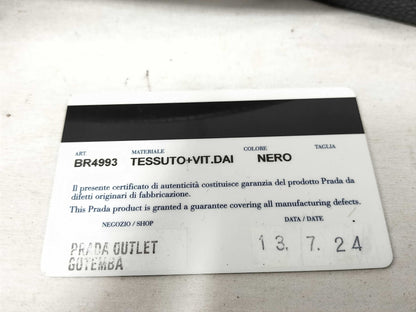 ART. MATERIALE COLORE TAGLIA
BR4993 TESSUTO+VIT.DAI NERO
Il presente certificato di autenticità costituisce garanzia del prodotto Prada da
difetti originari di fabbricazione.
This Prada product is granted a guarantee covering all manufacturing defects.
NEGOZIO / SHOP DATA / DATE
PRADA OUTLET 13. 7. 24
GOTEMBA